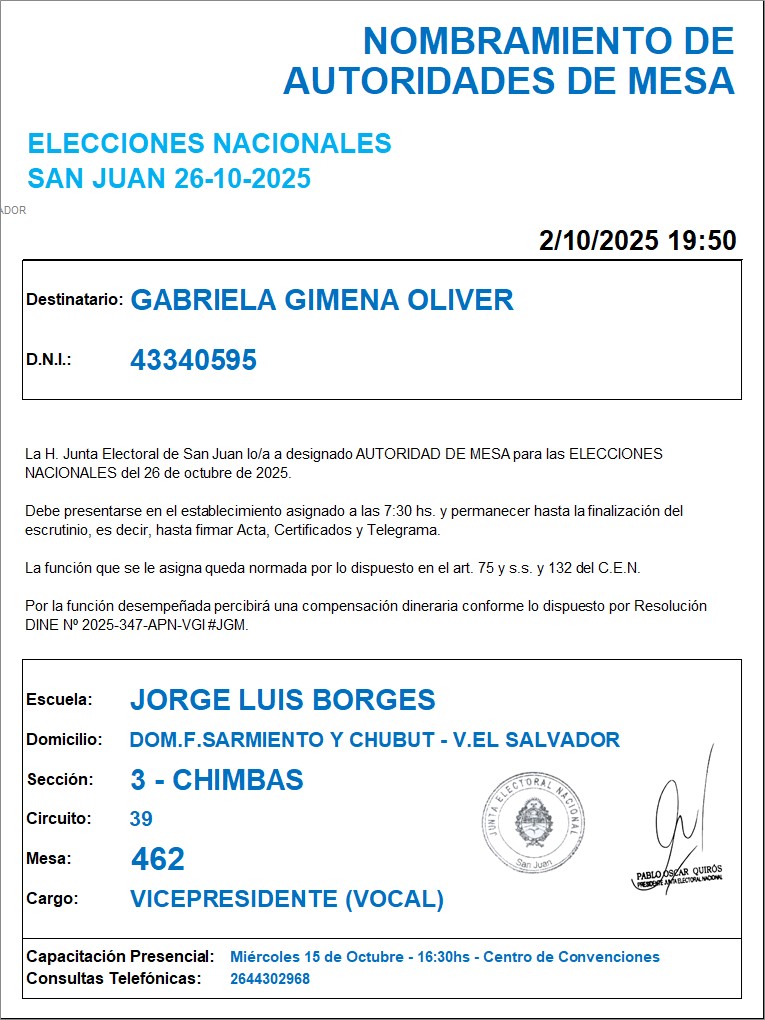 NOMBRAMIENTO DE
AUTORIDADES DE MESA
ELECCIONES NACIONALES
SAN JUAN 26-10-2025
ADOR
2/10/2025 19:50
Destinatario: GABRIELA GIMENA OLIVER
D.N.I.: 43340595
La H. Junta Electoral de San Juan lo/a a designado AUTORIDAD DE MESA para las ELECCIONES
NACIONALES del 26 de octubre de 2025.
Debe presentarse en el establecimiento asignado a las 7:30 hs. y permanecer hasta la finalización del
escrutinio, es decir, hasta firmar Acta, Certificados y Telegrama.
La función que se le asigna queda normada por lo dispuesto en el art. 75 y s.s. y 132 del C.E.N.
Por la función desempeñada percibirá una compensación dineraria conforme lo dispuesto por Resolución
DINE Nº 2025-347-APN-VGI#JGM.
Escuela: JORGE LUIS BORGES
Domicilio: DOM.F.SARMIENTO Y CHUBUT - V.EL SALVADOR
Sección: 3 - CHIMBAS
Circuito: 39
Mesa: 462
Cargo: VICEPRESIDENTE (VOCAL)
JUNTA ELECTORAL NACIONAL
San Juan
PABLO OSCAR QUIRÓS
PRESIDENTE JUNTA ELECTORAL NACIONAL
Capacitación Presencial: Miércoles 15 de Octubre - 16:30hs - Centro de Convenciones
Consultas Telefónicas: 2644302968